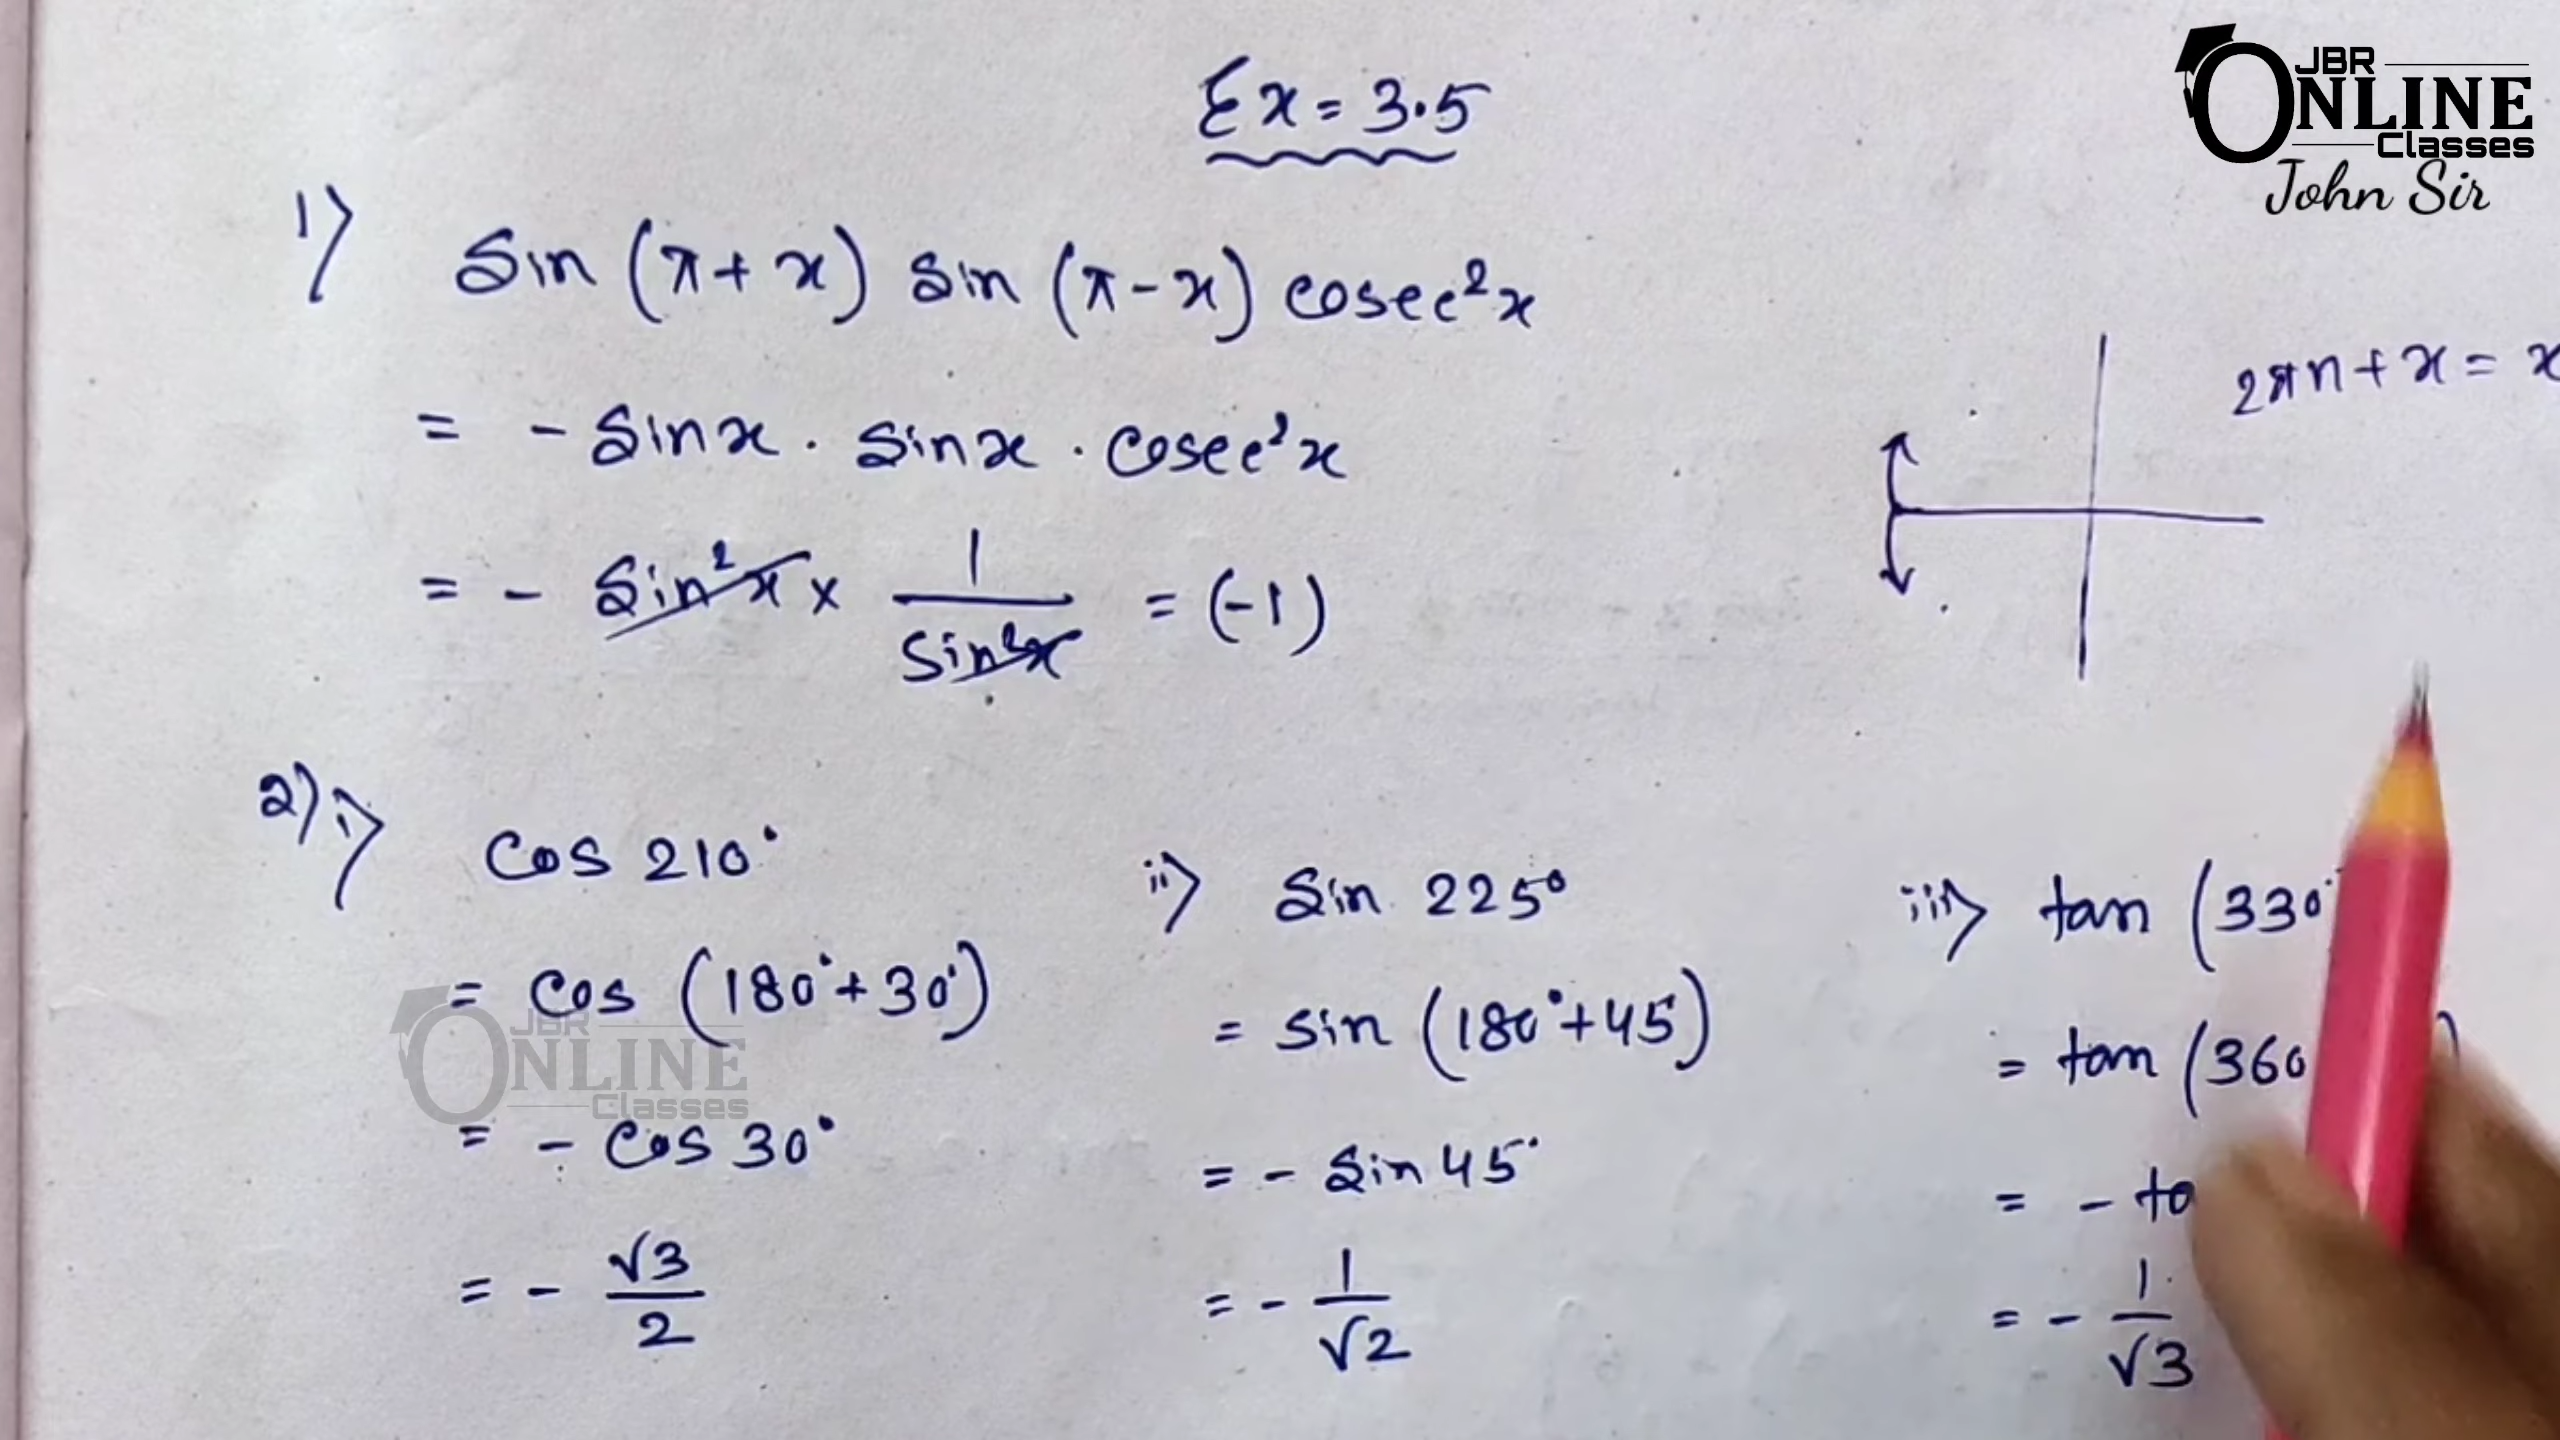 JBR
ONLINE
Classes
John Sir
Ex = 3.5
1) Sin (π+x) Sin (π-x) cosec²x
= - Sinx . Sinx . cosec²x
= - Sin²x × 1/Sin²x = (-1)
2πn+x = x
2) i) Cos 210°
= Cos (180°+30°)
= - Cos 30°
= - √3/2
ii) Sin 225°
= Sin (180°+45)
= - Sin 45°
= - 1/√2
iii) tan (330°
= tan (360
= -
= - 1/√3
JBR
ONLINE
Classes